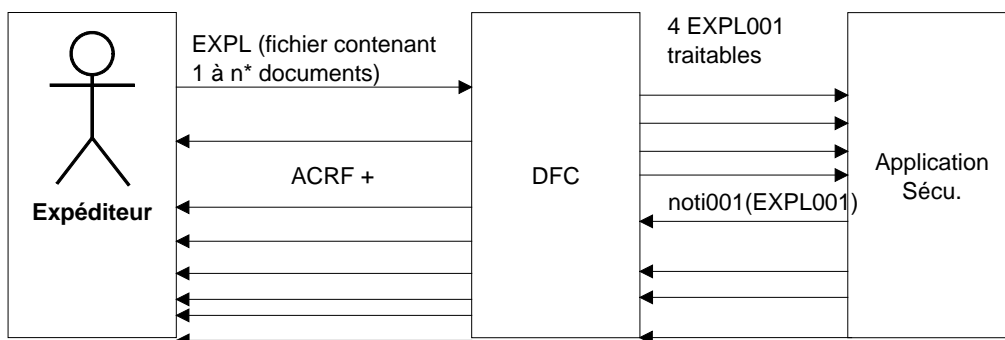 EXPL (fichier contenant
1 à n* documents)
4 EXPL001
traitables
Expéditeur
ACRF +
DFC
Application
Sécu.
noti001(EXPL001)